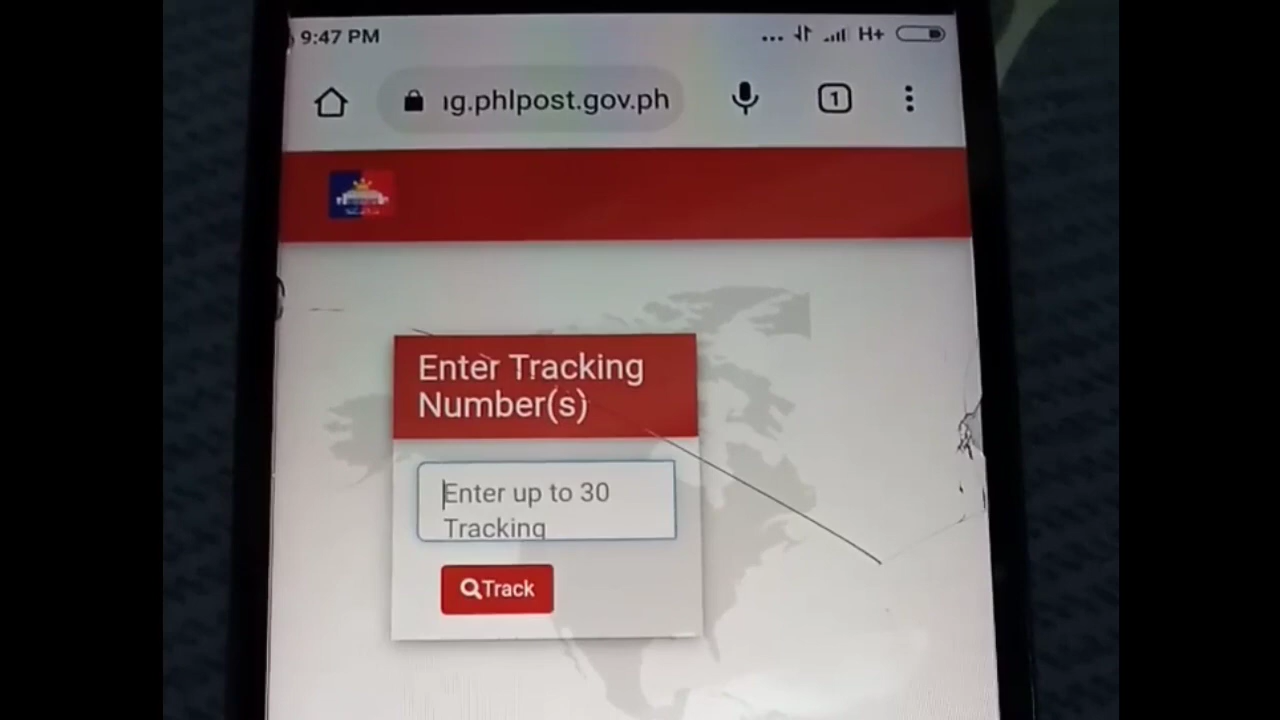 9:47 PM
H+
ıg.phlpost.gov.ph
1
Enter Tracking
Number(s)
Enter up to 30
Tracking
Track